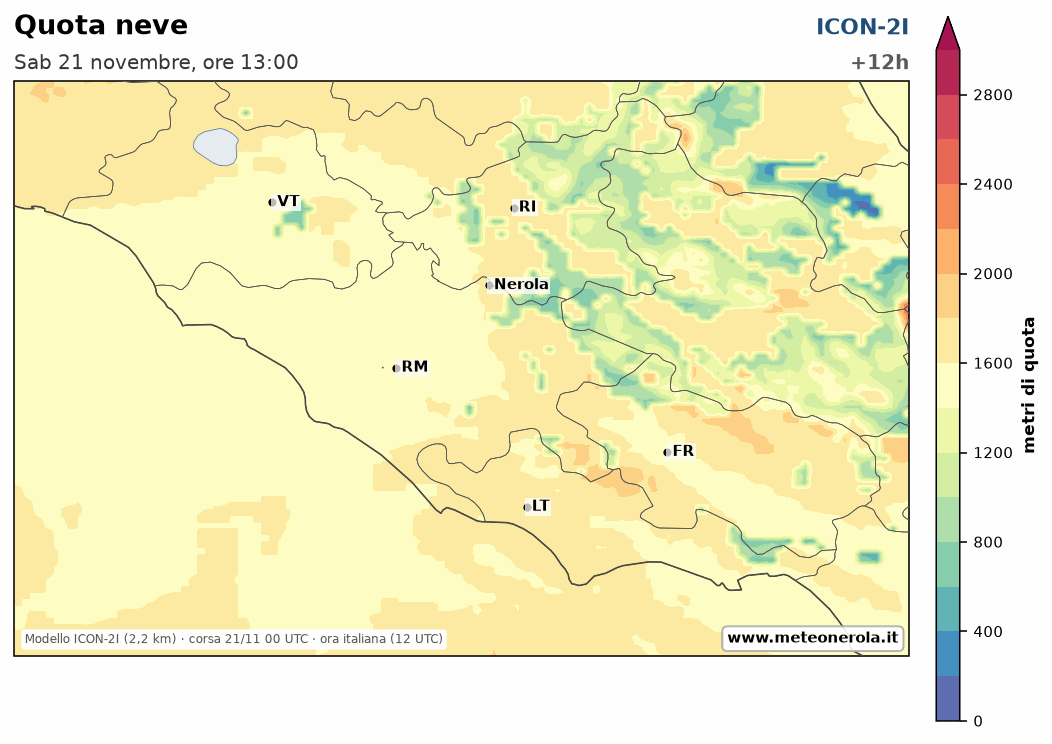 Quota neve
ICON-2I
Sab 21 novembre, ore 13:00
+12h
2800
2400
2000
1600
1200
800
400
0
metri di quota
VT
RI
Nerola
RM
FR
LT
Modello ICON-2I (2,2 km) · corsa 21/11 00 UTC · ora italiana (12 UTC)
www.meteonerola.it